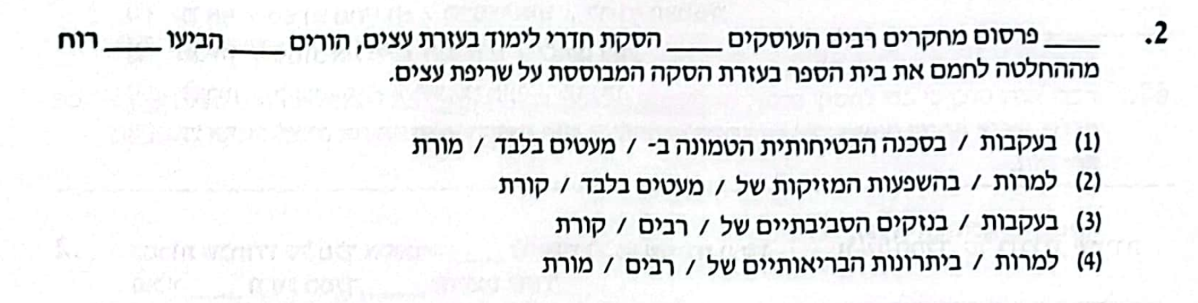 2. ____ פרסום מחקרים רבים העוסקים ____ הסקת חדרי לימוד בעזרת עצים, הורים ____ הביעו ____ רוח
מההחלטה לחמם את בית הספר בעזרת הסקה המבוססת על שריפת עצים.
(1) בעקבות / בסכנה הבטיחותית הטמונה ב- / מעטים בלבד / מורת
(2) למרות / בהשפעות המזיקות של / מעטים בלבד / קורת
(3) בעקבות / בנזקים הסביבתיים של / רבים / קורת
(4) למרות / ביתרונות הבריאותיים של / רבים / מורת